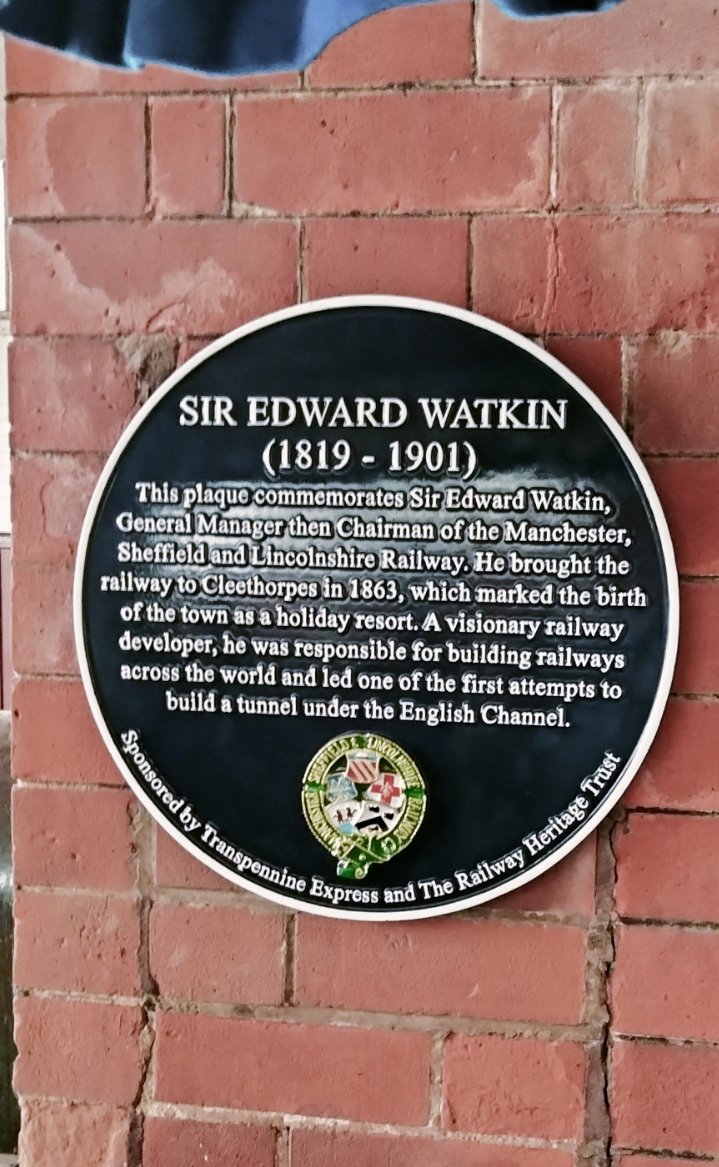 SIR EDWARD WATKIN
(1819 - 1901)
This plaque commemorates Sir Edward Watkin,
General Manager then Chairman of the Manchester,
Sheffield and Lincolnshire Railway. He brought the
railway to Cleethorpes in 1863, which marked the birth
of the town as a holiday resort. A visionary railway
developer, he was responsible for building railways
across the world and led one of the first attempts to
build a tunnel under the English Channel.
SHEFFIELD & LINCOLNSHIRE
Sponsored by Transpennine Express and The Railway Heritage Trust